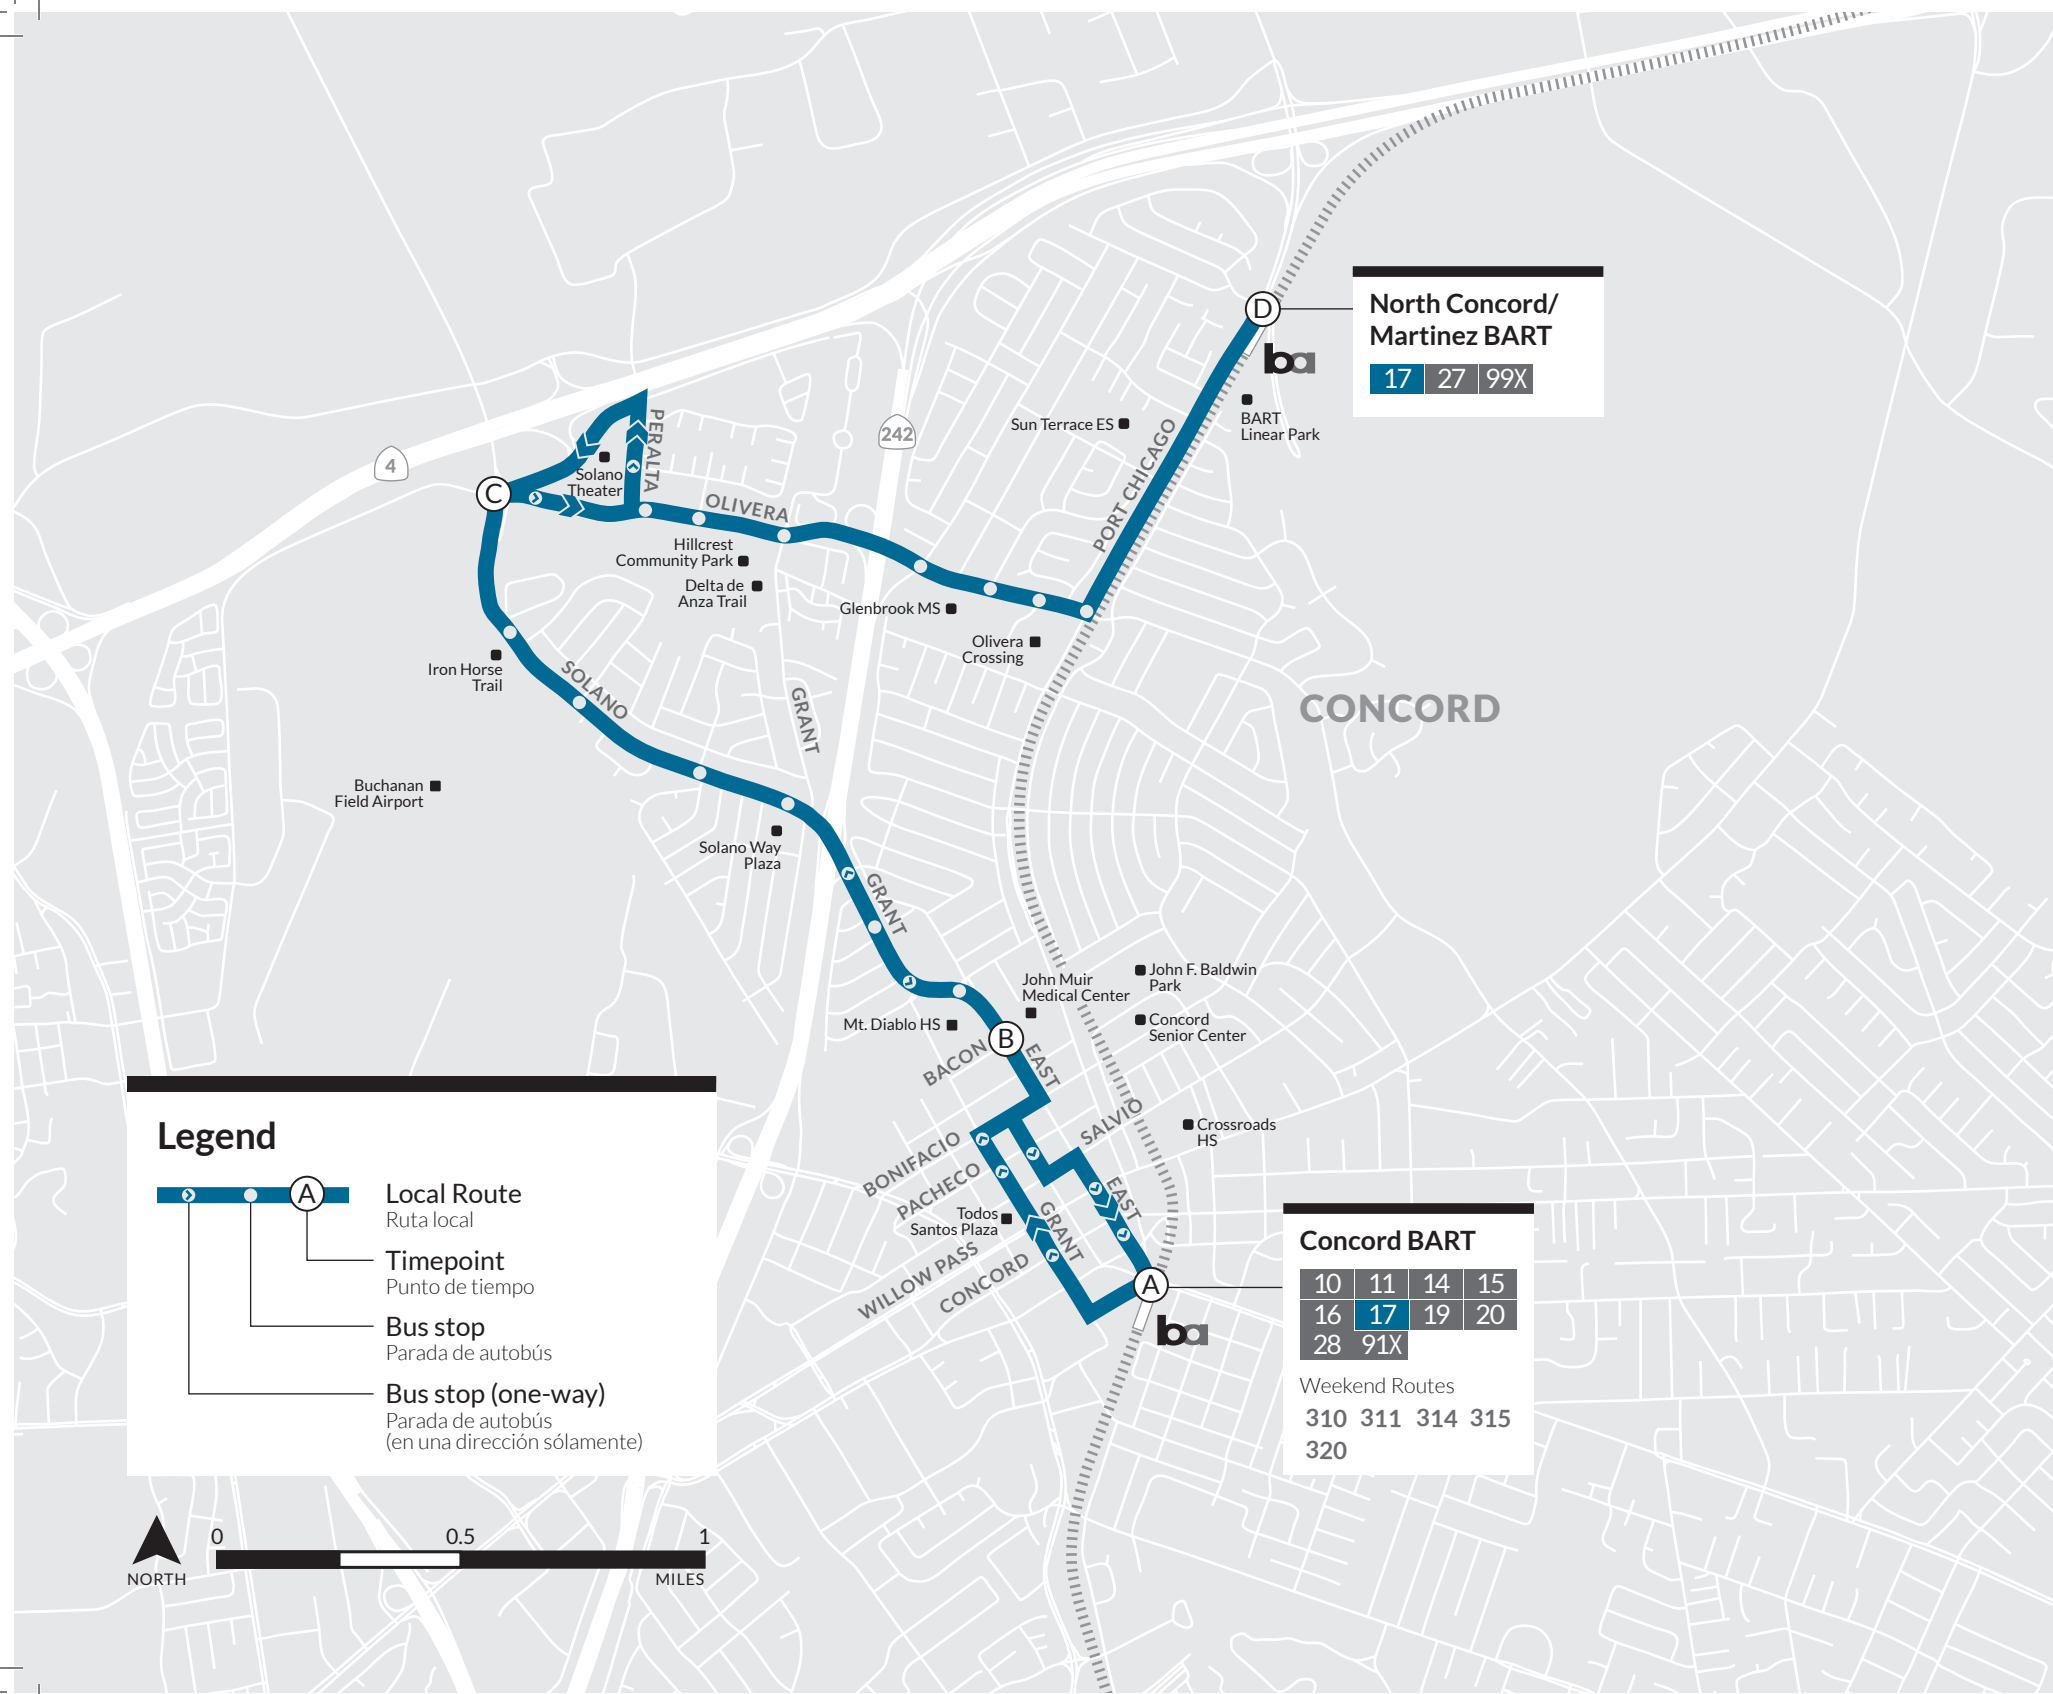 North Concord/
Martinez BART
17 27 99X
D
ba
BART
Linear Park
Sun Terrace ES
PORT CHICAGO
242
4
PERALTA
Solano
Theater
C
OLIVERA
Hillcrest
Community Park
Delta de
Anza Trail
Glenbrook MS
Olivera
Crossing
Iron Horse
Trail
SOLANO
GRANT
CONCORD
Buchanan
Field Airport
Solano Way
Plaza
GRANT
John Muir
Medical Center
John F. Baldwin
Park
Mt. Diablo HS
Concord
Senior Center
B
BACON
EAST
SALVIO
Crossroads
HS
BONIFACIO
PACHECO
EAST
GRANT
Todos
Santos Plaza
WILLOW PASS
CONCORD
A
ba
Concord BART
10 11 14 15
16 17 19 20
28 91X
Weekend Routes
310 311 314 315
320
Legend
A
Local Route
Ruta local
Timepoint
Punto de tiempo
Bus stop
Parada de autobús
Bus stop (one-way)
Parada de autobús
(en una dirección sólamente)
0 0.5 1
NORTH
MILES